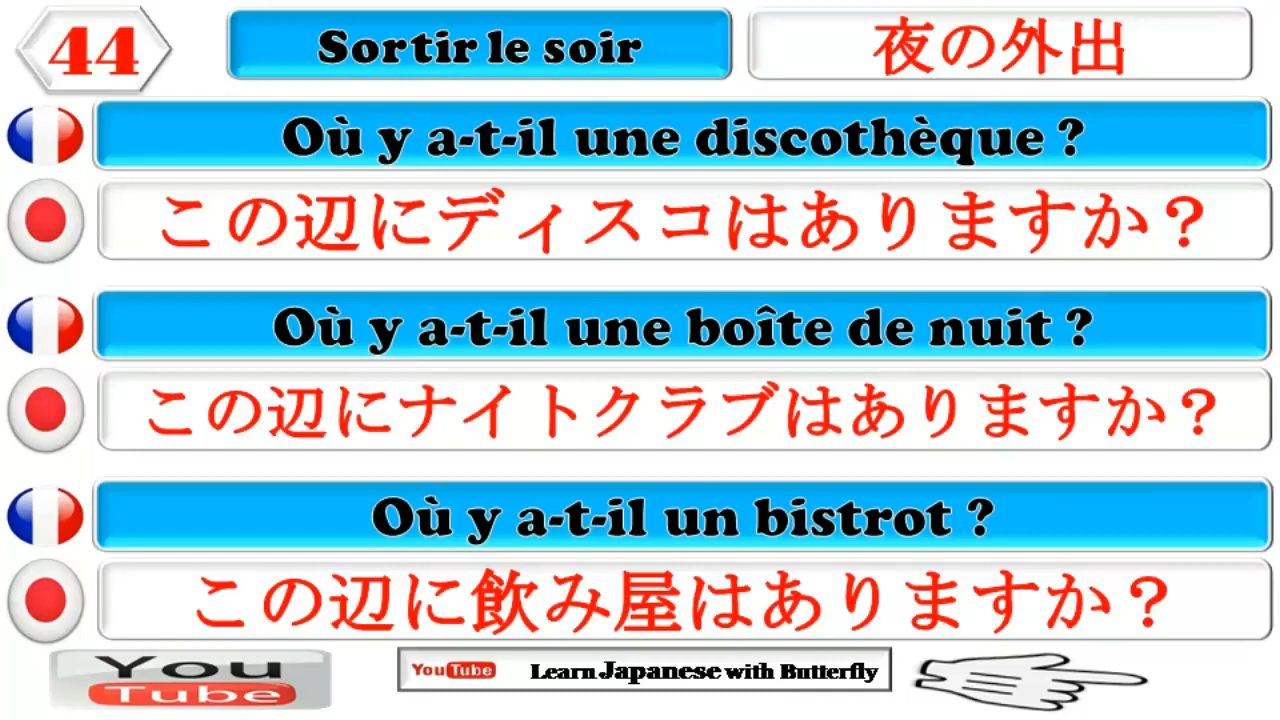 44
Sortir le soir
夜の外出
Où y a-t-il une discothèque ?
この辺にディスコはありますか？
Où y a-t-il une boîte de nuit ?
この辺にナイトクラブはありますか？
Où y a-t-il un bistrot ?
この辺に飲み屋はありますか？
You Tube
YouTube Learn Japanese with Butterfly